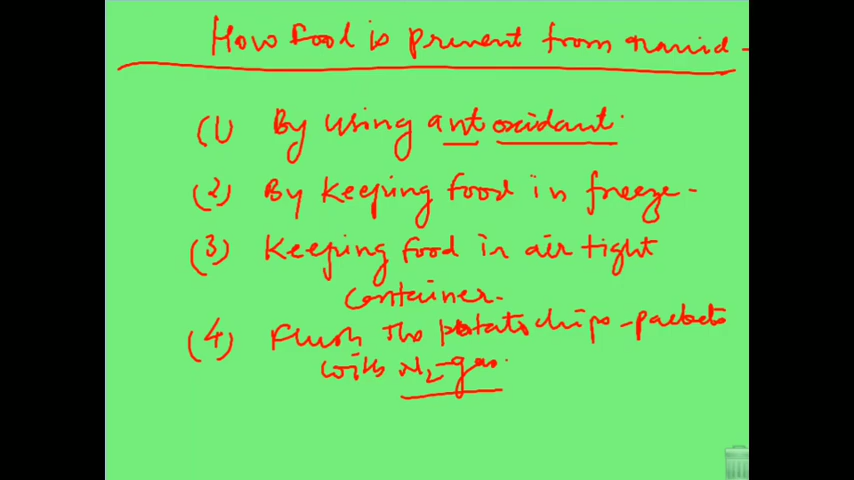 How Food is prevent from rancid -
(1) By using antoxidant.
(2) By Keeping Food in freeze -
(3) Keeping Food in air tight
container.
(4) Flush the potato chips - packets
with N2-gas.